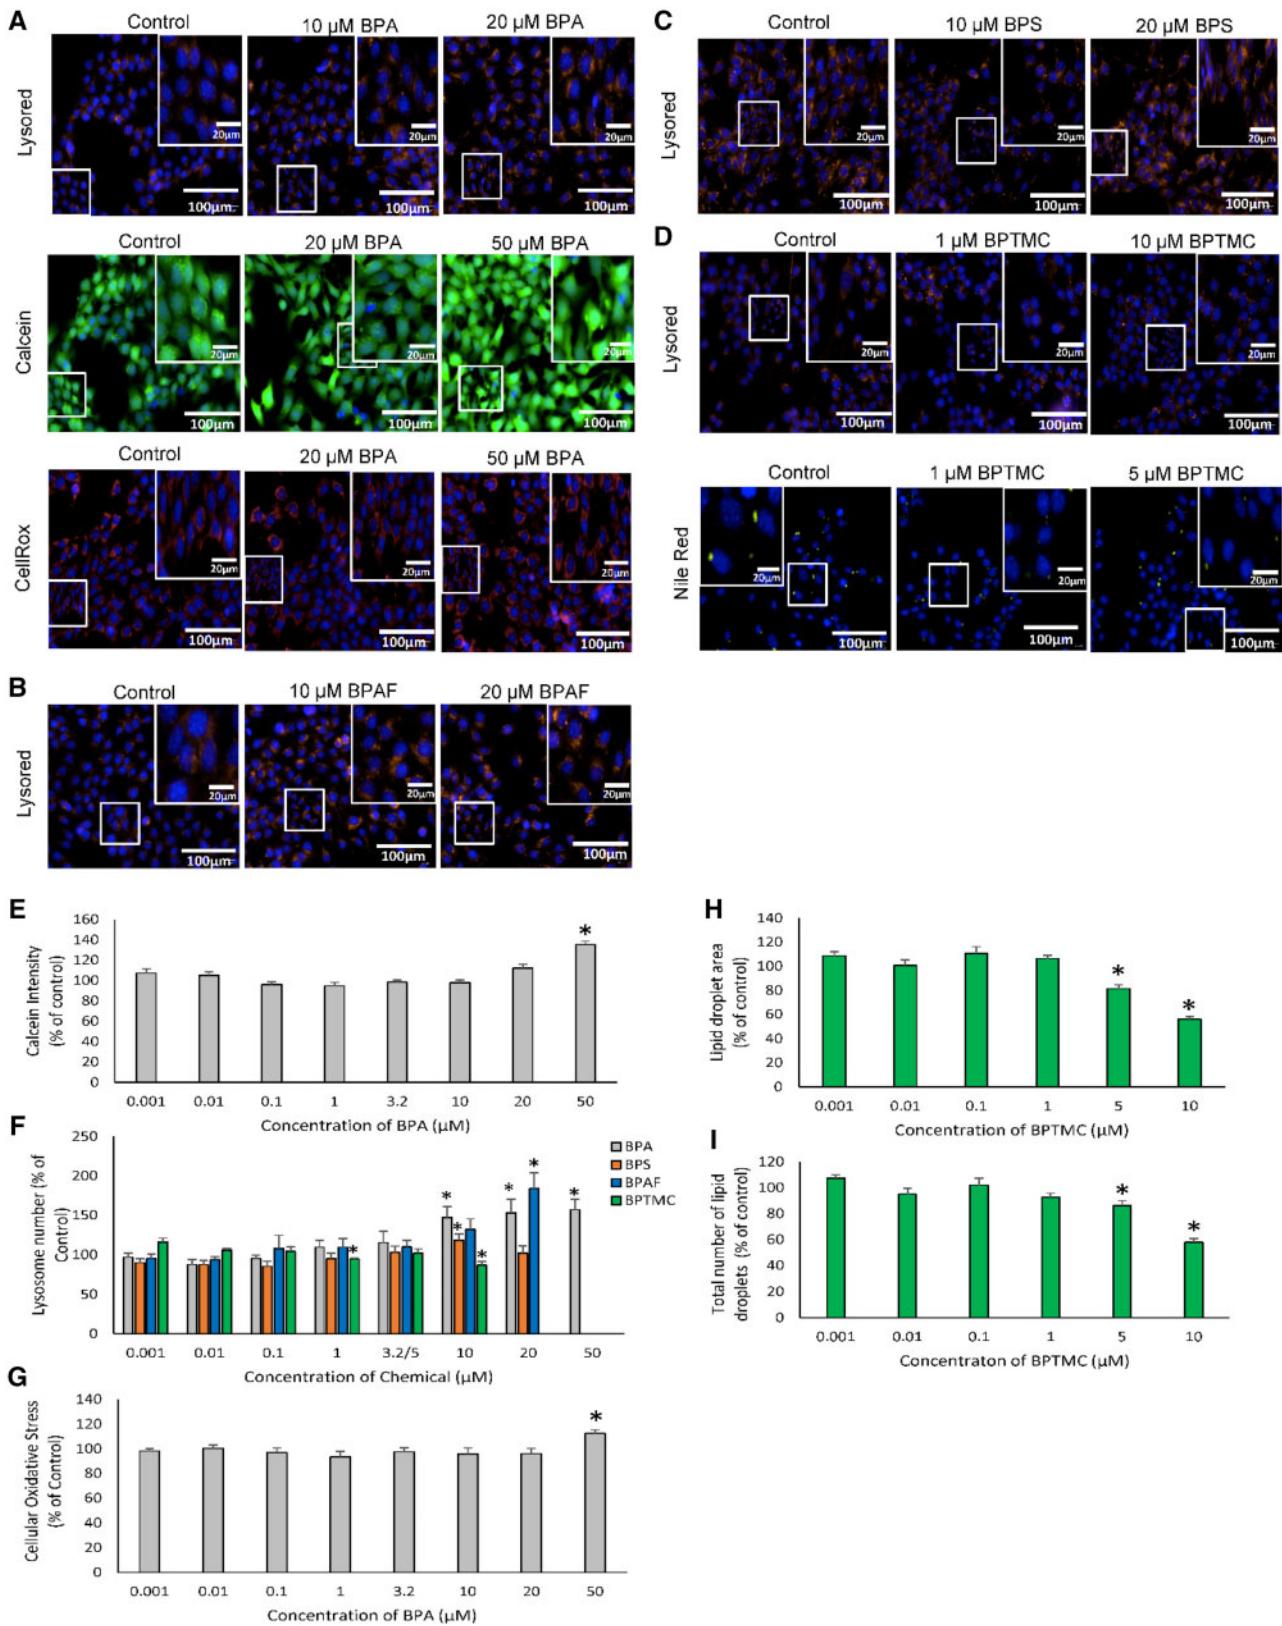 A
Control
10 µM BPA
20 µM BPA
Lysored
20µm
20µm
20µm
100µm
100µm
100µm
Control
20 µM BPA
50 µM BPA
Calcein
20µm
20µm
20µm
100µm
100µm
100µm
Control
20 µM BPA
50 µM BPA
CellRox
20µm
20µm
20µm
100µm
100µm
100µm
B
Control
10 µM BPAF
20 µM BPAF
Lysored
20µm
20µm
20µm
100µm
100µm
100µm
C
Control
10 µM BPS
20 µM BPS
Lysored
20µm
20µm
20µm
100µm
100µm
100µm
D
Control
1 µM BPTMC
10 µM BPTMC
Lysored
20µm
20µm
20µm
100µm
100µm
100µm
Control
1 µM BPTMC
5 µM BPTMC
Nile Red
20µm
20µm
20µm
100µm
100µm
100µm
E
Calcein Intensity
(% of control)
160
140
120
100
80
60
40
20
0
*
0.001 0.01 0.1 1 3.2 10 20 50
Concentration of BPA (µM)
F
Lysosome number (% of
Control)
250
200
150
100
50
0
* * * * * * *
BPA
BPS
BPAF
BPTMC
0.001 0.01 0.1 1 3.2/5 10 20 50
Concentration of Chemical (µM)
G
Cellular Oxidative Stress
(% of Control)
140
120
100
80
60
40
20
0
*
0.001 0.01 0.1 1 3.2 10 20 50
Concentration of BPA (µM)
H
Lipid droplet area
(% of control)
140
120
100
80
60
40
20
0
* *
0.001 0.01 0.1 1 5 10
Concentration of BPTMC (µM)
I
Total number of lipid
droplets (% of control)
120
100
80
60
40
20
0
* *
0.001 0.01 0.1 1 5 10
Concentraton of BPTMC (µM)